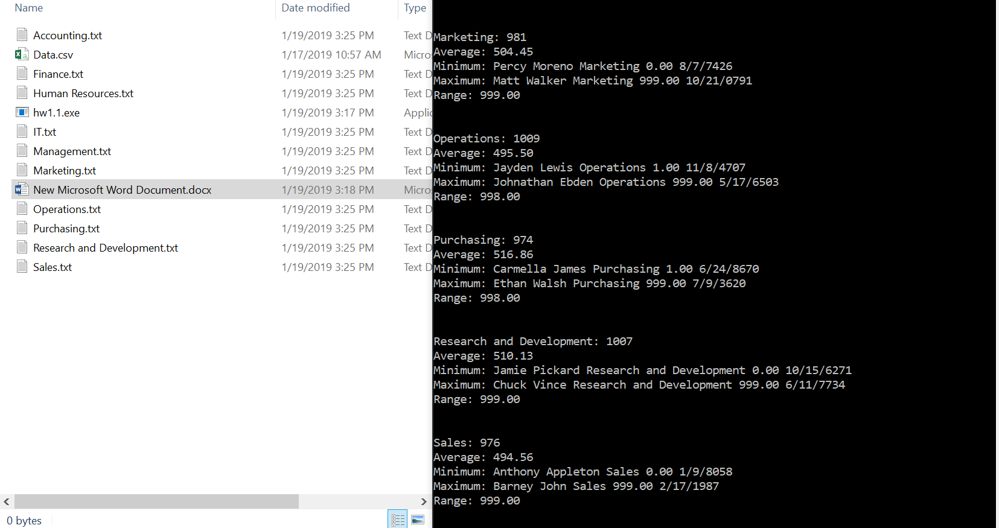 Name Date modified Type
Accounting.txt 1/19/2019 3:25 PM Text D
Data.csv 1/17/2019 10:57 AM Micro
Finance.txt 1/19/2019 3:25 PM Text D
Human Resources.txt 1/19/2019 3:25 PM Text D
hw1.1.exe 1/19/2019 3:17 PM Applic
IT.txt 1/19/2019 3:25 PM Text D
Management.txt 1/19/2019 3:25 PM Text D
Marketing.txt 1/19/2019 3:25 PM Text D
New Microsoft Word Document.docx 1/19/2019 3:18 PM Micro
Operations.txt 1/19/2019 3:25 PM Text D
Purchasing.txt 1/19/2019 3:25 PM Text D
Research and Development.txt 1/19/2019 3:25 PM Text D
Sales.txt 1/19/2019 3:25 PM Text D
0 bytes
Marketing: 981
Average: 504.45
Minimum: Percy Moreno Marketing 0.00 8/7/7426
Maximum: Matt Walker Marketing 999.00 10/21/0791
Range: 999.00
Operations: 1009
Average: 495.50
Minimum: Jayden Lewis Operations 1.00 11/8/4707
Maximum: Johnathan Ebden Operations 999.00 5/17/6503
Range: 998.00
Purchasing: 974
Average: 516.86
Minimum: Carmella James Purchasing 1.00 6/24/8670
Maximum: Ethan Walsh Purchasing 999.00 7/9/3620
Range: 998.00
Research and Development: 1007
Average: 510.13
Minimum: Jamie Pickard Research and Development 0.00 10/15/6271
Maximum: Chuck Vince Research and Development 999.00 6/11/7734
Range: 999.00
Sales: 976
Average: 494.56
Minimum: Anthony Appleton Sales 0.00 1/9/8058
Maximum: Barney John Sales 999.00 2/17/1987
Range: 999.00